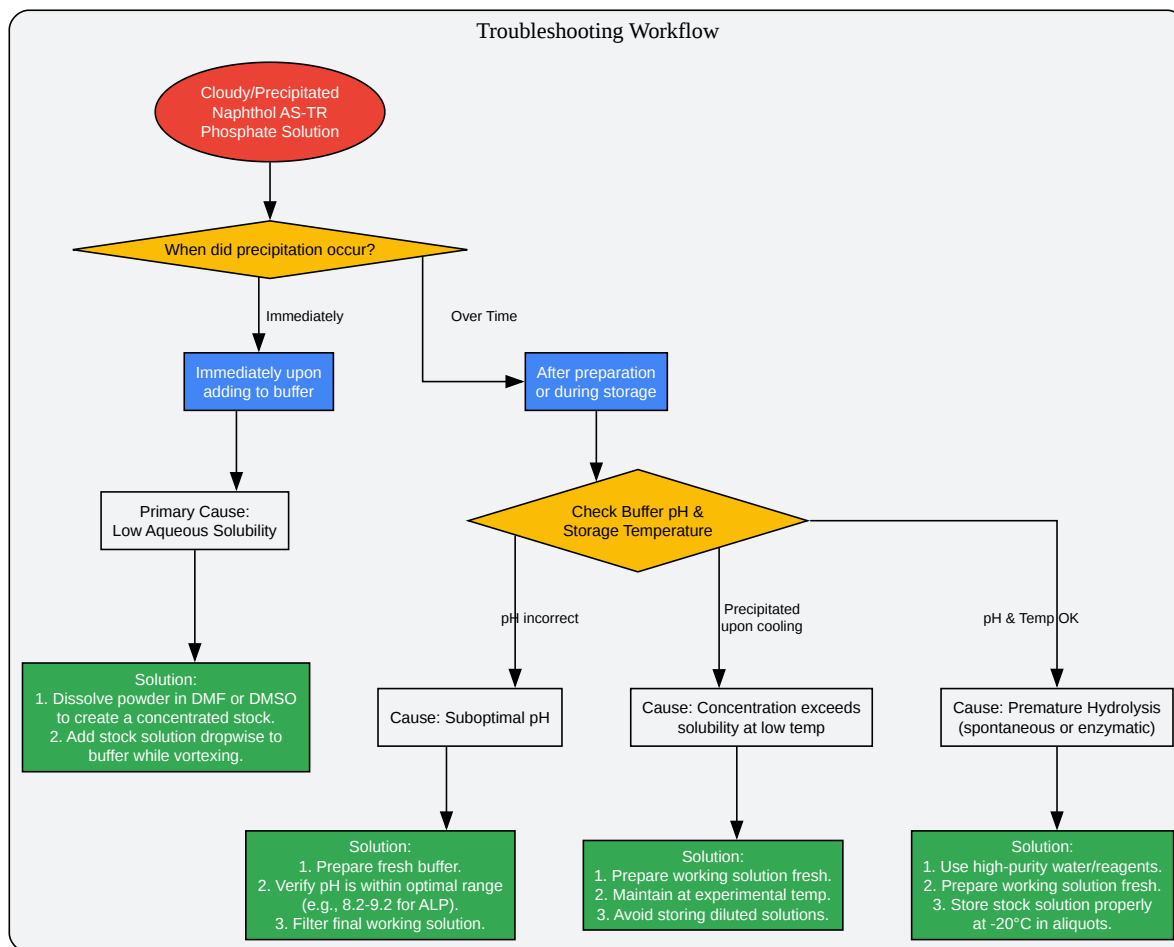 Troubleshooting Workflow
Cloudy/Precipitated
Naphthol AS-TR
Phosphate Solution
When did precipitation occur?
Immediately
Over Time
Immediately upon
adding to buffer
After preparation
or during storage
Primary Cause:
Low Aqueous Solubility
Check Buffer pH &
Storage Temperature
pH incorrect
Precipitated
upon cooling
pH & Temp OK
Solution:
1. Dissolve powder in DMF or DMSO
to create a concentrated stock.
2. Add stock solution dropwise to
buffer while vortexing.
Cause: Suboptimal pH
Cause: Concentration exceeds
solubility at low temp
Cause: Premature Hydrolysis
(spontaneous or enzymatic)
Solution:
1. Prepare fresh buffer.
2. Verify pH is within optimal range
(e.g., 8.2-9.2 for ALP).
3. Filter final working solution.
Solution:
1. Prepare working solution fresh.
2. Maintain at experimental temp.
3. Avoid storing diluted solutions.
Solution:
1. Use high-purity water/reagents.
2. Prepare working solution fresh.
3. Store stock solution properly
at -20°C in aliquots.